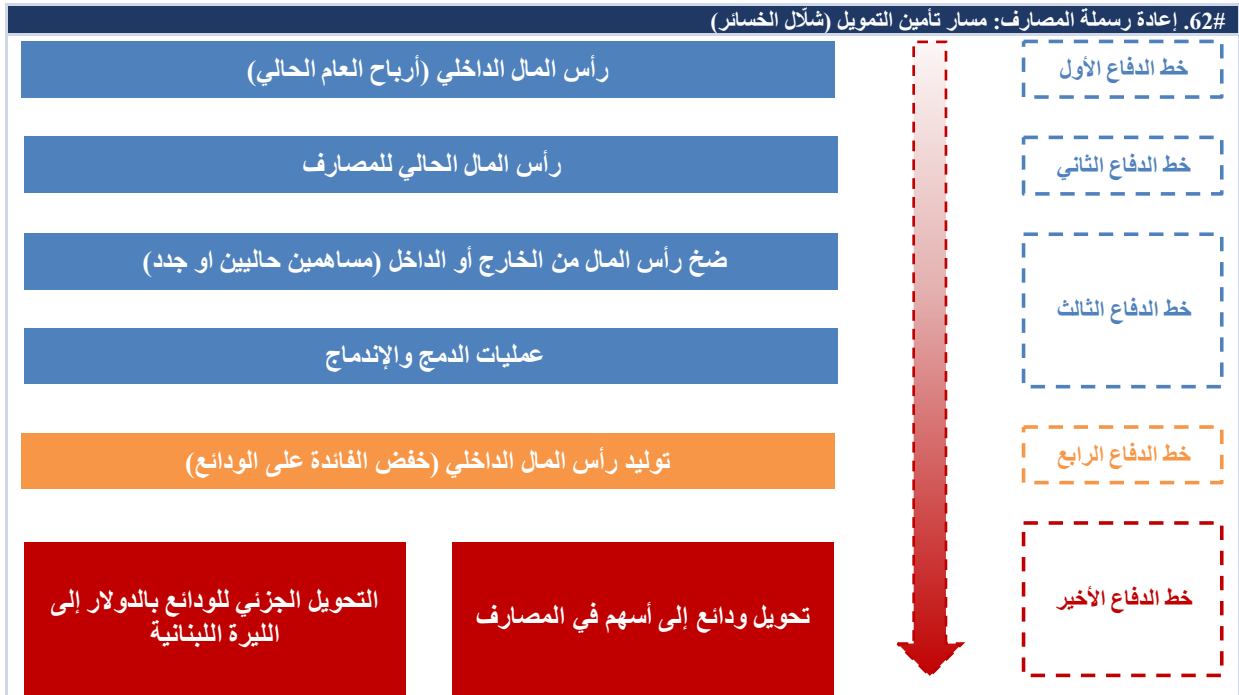 62#. إعادة رسملة المصارف: مسار تأمين التمويل (شلّال الخسائر)
خط الدفاع الأول
رأس المال الداخلي (أرباح العام الحالي)
خط الدفاع الثاني
رأس المال الحالي للمصارف
خط الدفاع الثالث
ضخ رأس المال من الخارج أو الداخل (مساهمين حاليين او جدد)
عمليات الدمج والإندماج
خط الدفاع الرابع
توليد رأس المال الداخلي (خفض الفائدة على الودائع)
خط الدفاع الأخير
تحويل ودائع إلى أسهم في المصارف
التحويل الجزئي للودائع بالدولار إلى
الليرة اللبنانية